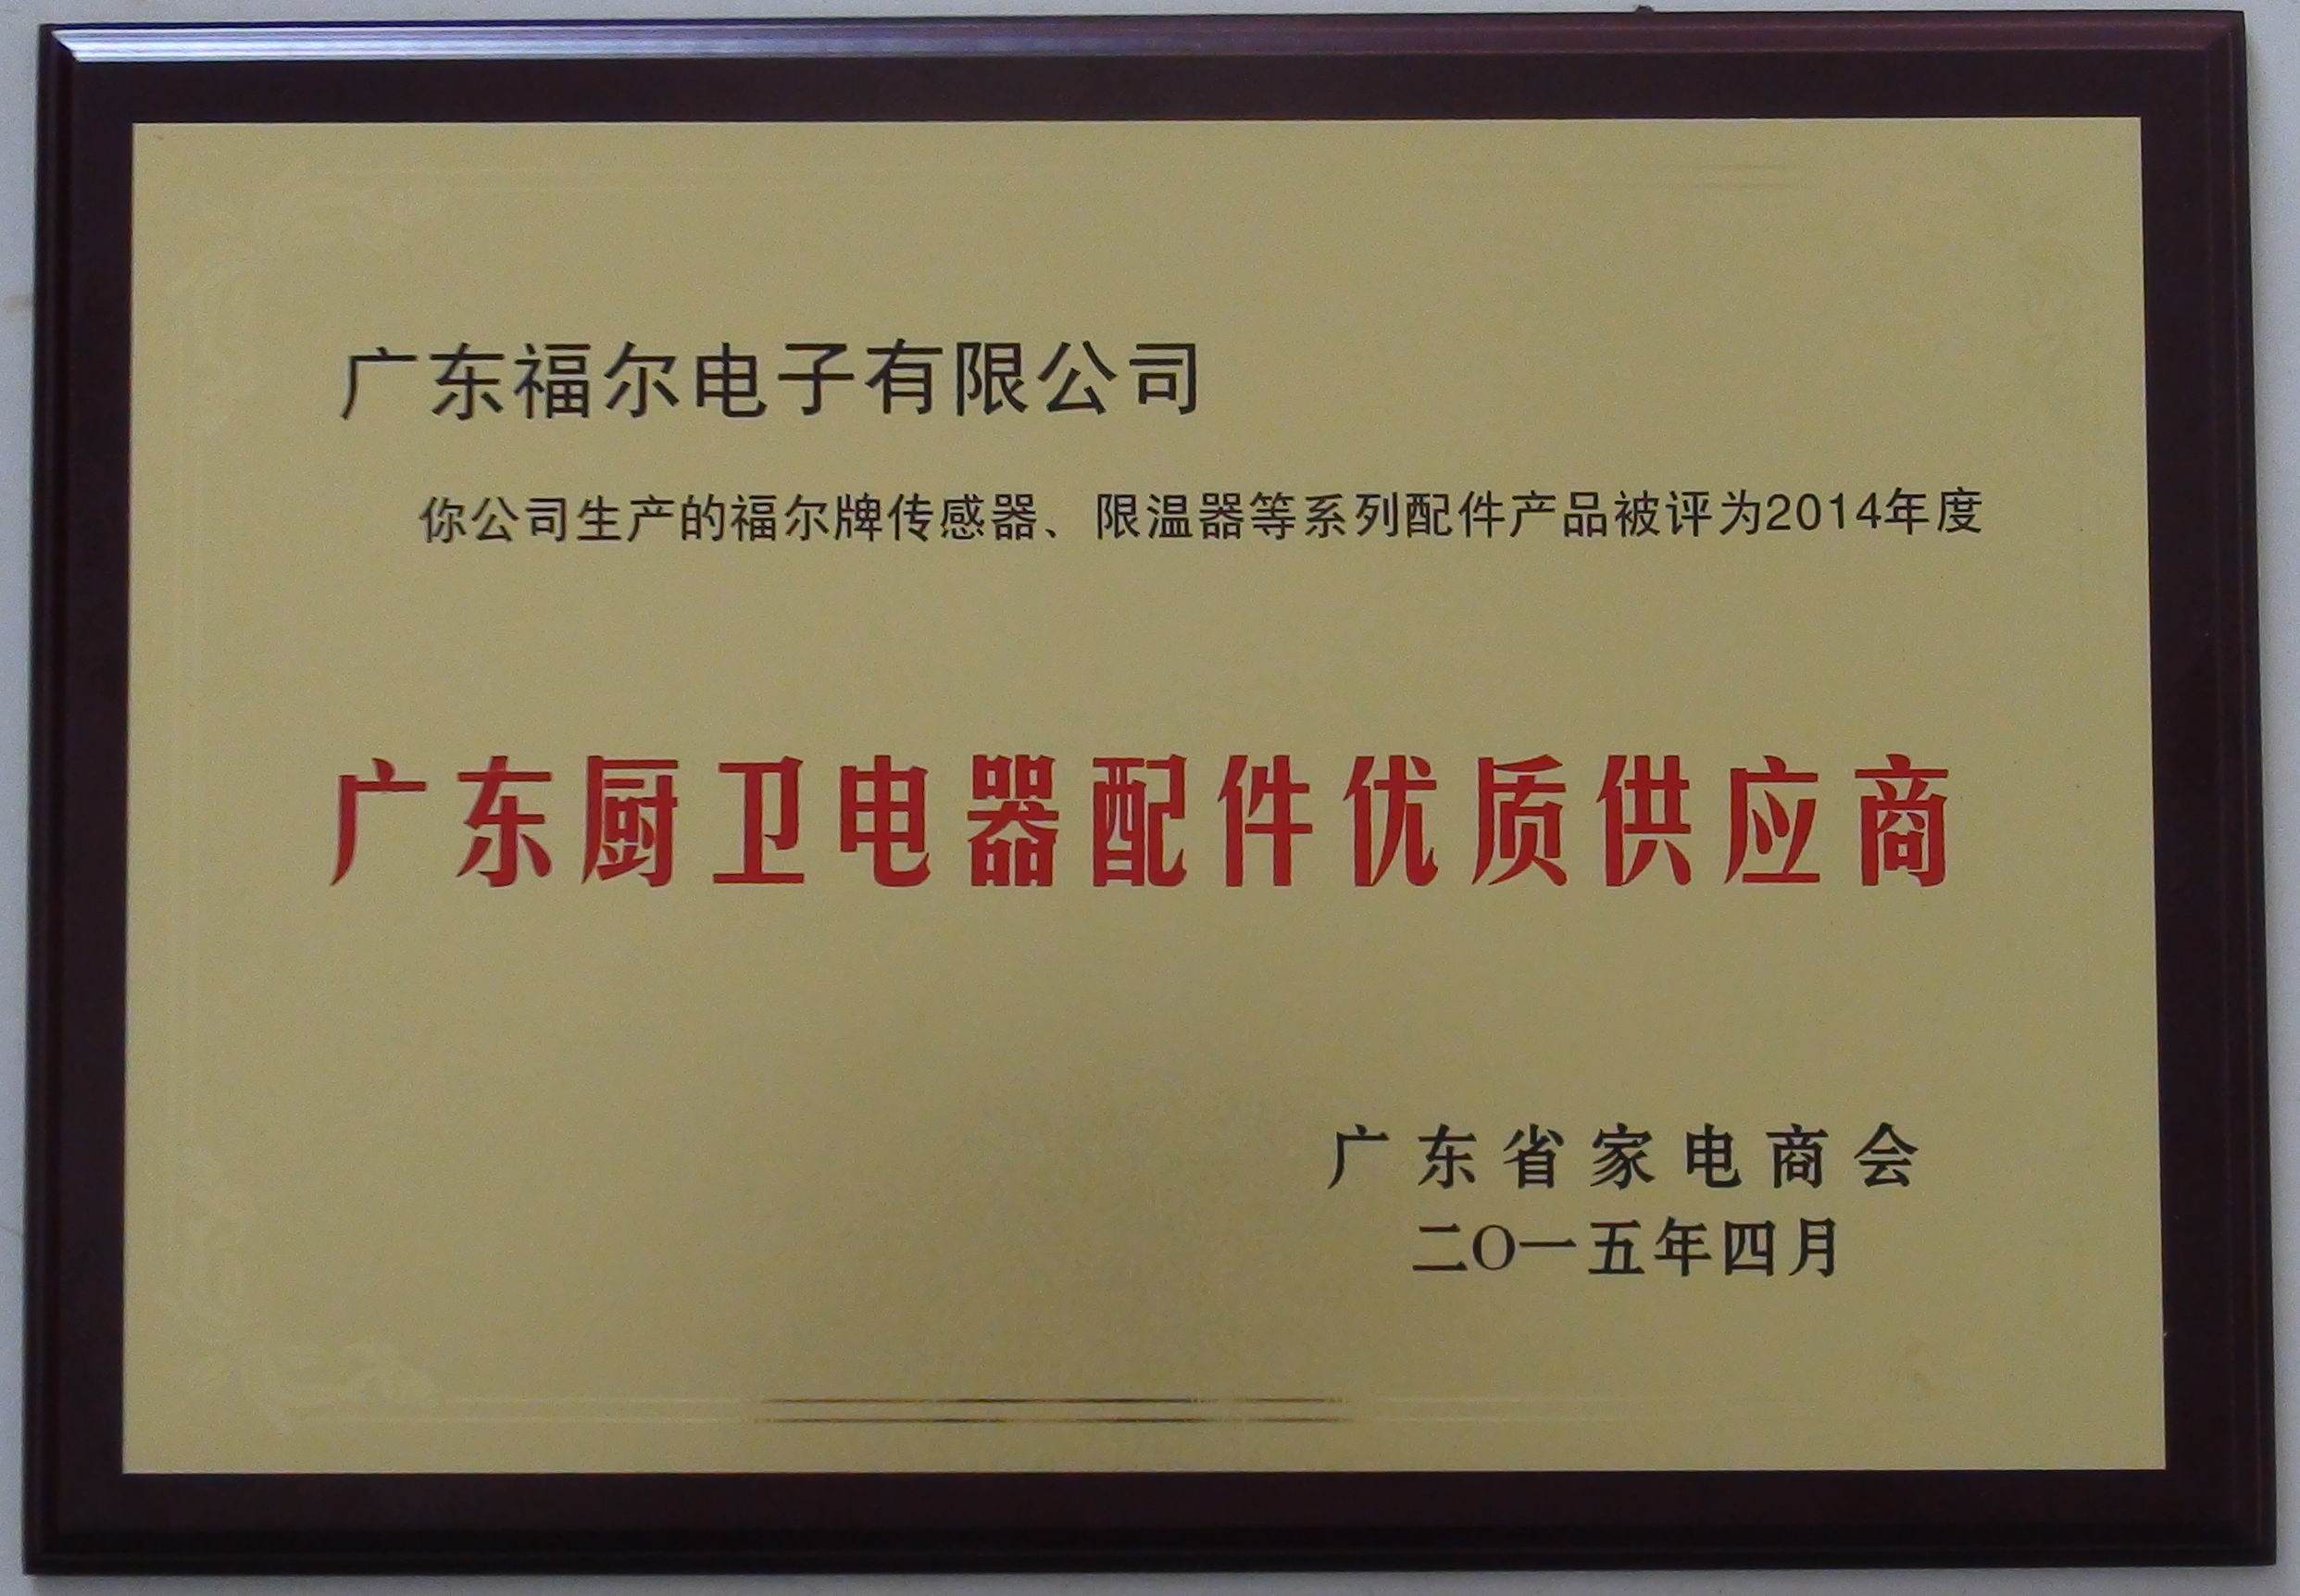 广东福尔电子有限公司
你公司生产的福尔牌传感器、限温器等系列配件产品被评为2014年度
广东厨卫电器配件优质供应商
广东省家电商会
二〇一五年四月